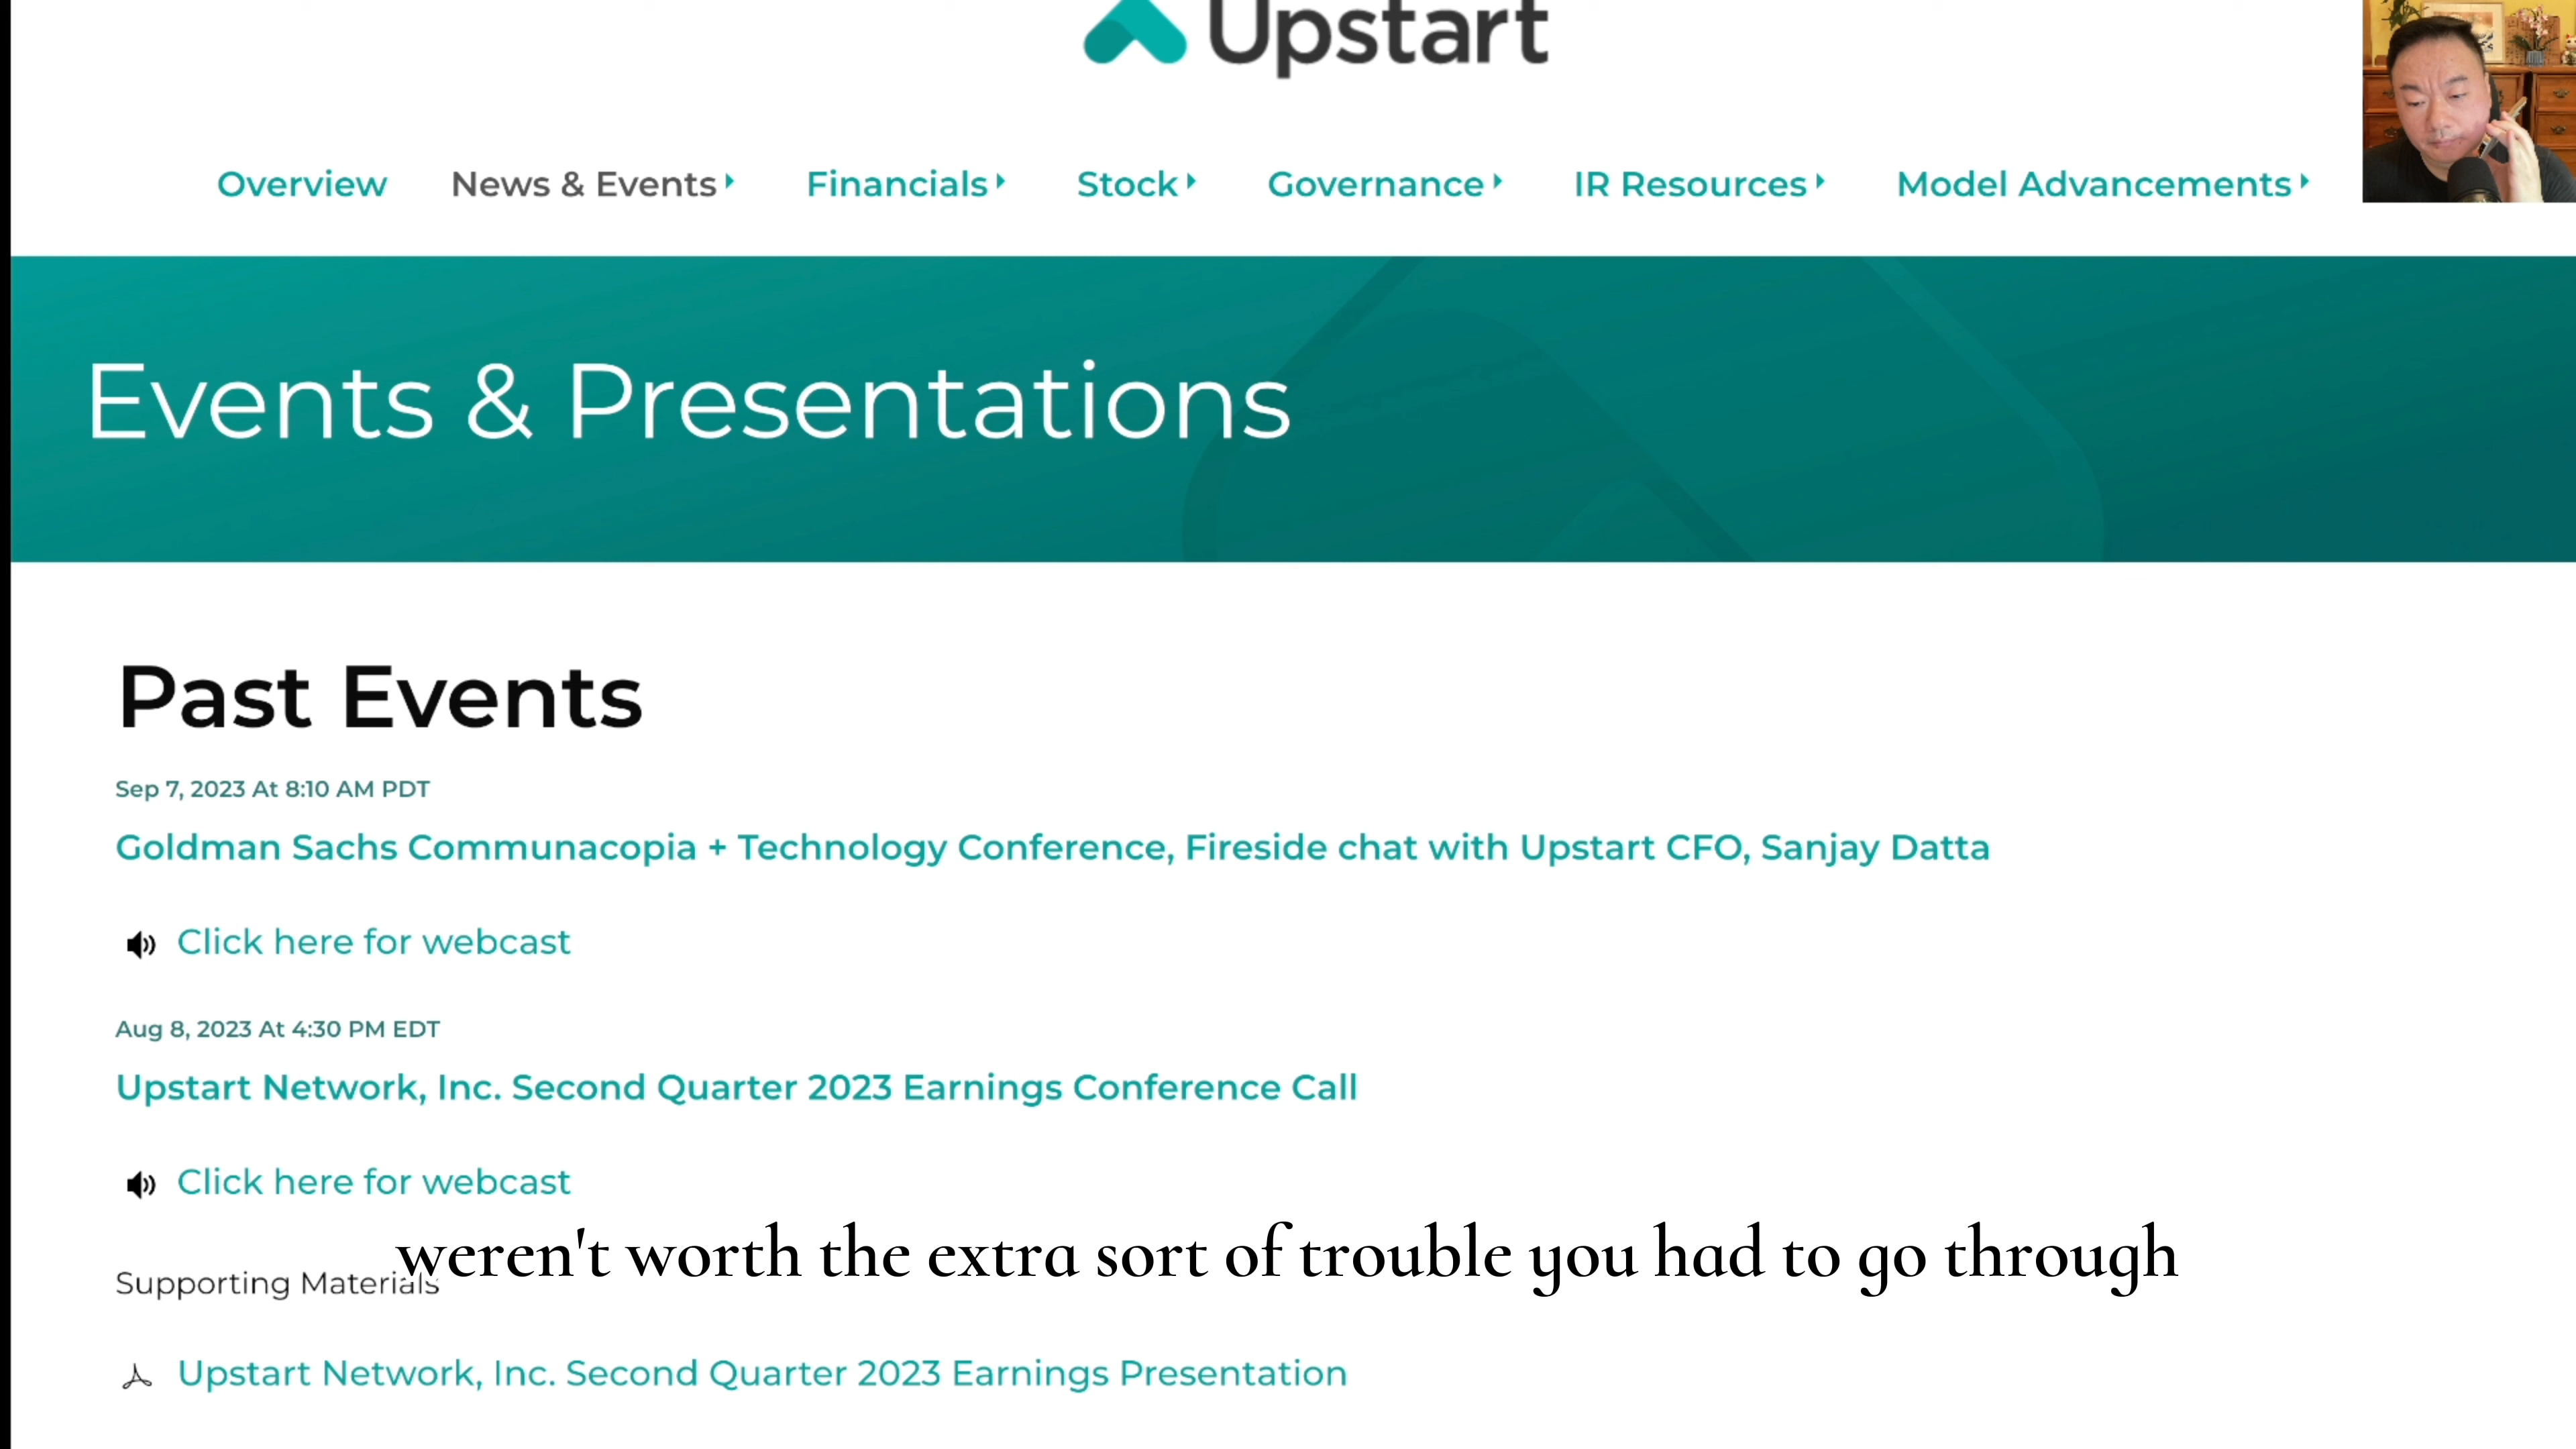 Upstart
Overview News & Events Financials Stock Governance IR Resources Model Advancements
Events & Presentations
Past Events
Sep 7, 2023 At 8:10 AM PDT
Goldman Sachs Communacopia + Technology Conference, Fireside chat with Upstart CFO, Sanjay Datta
Click here for webcast
Aug 8, 2023 At 4:30 PM EDT
Upstart Network, Inc. Second Quarter 2023 Earnings Conference Call
Click here for webcast
weren't worth the extra sort of trouble you had to go through
Supporting Materials
Upstart Network, Inc. Second Quarter 2023 Earnings Presentation